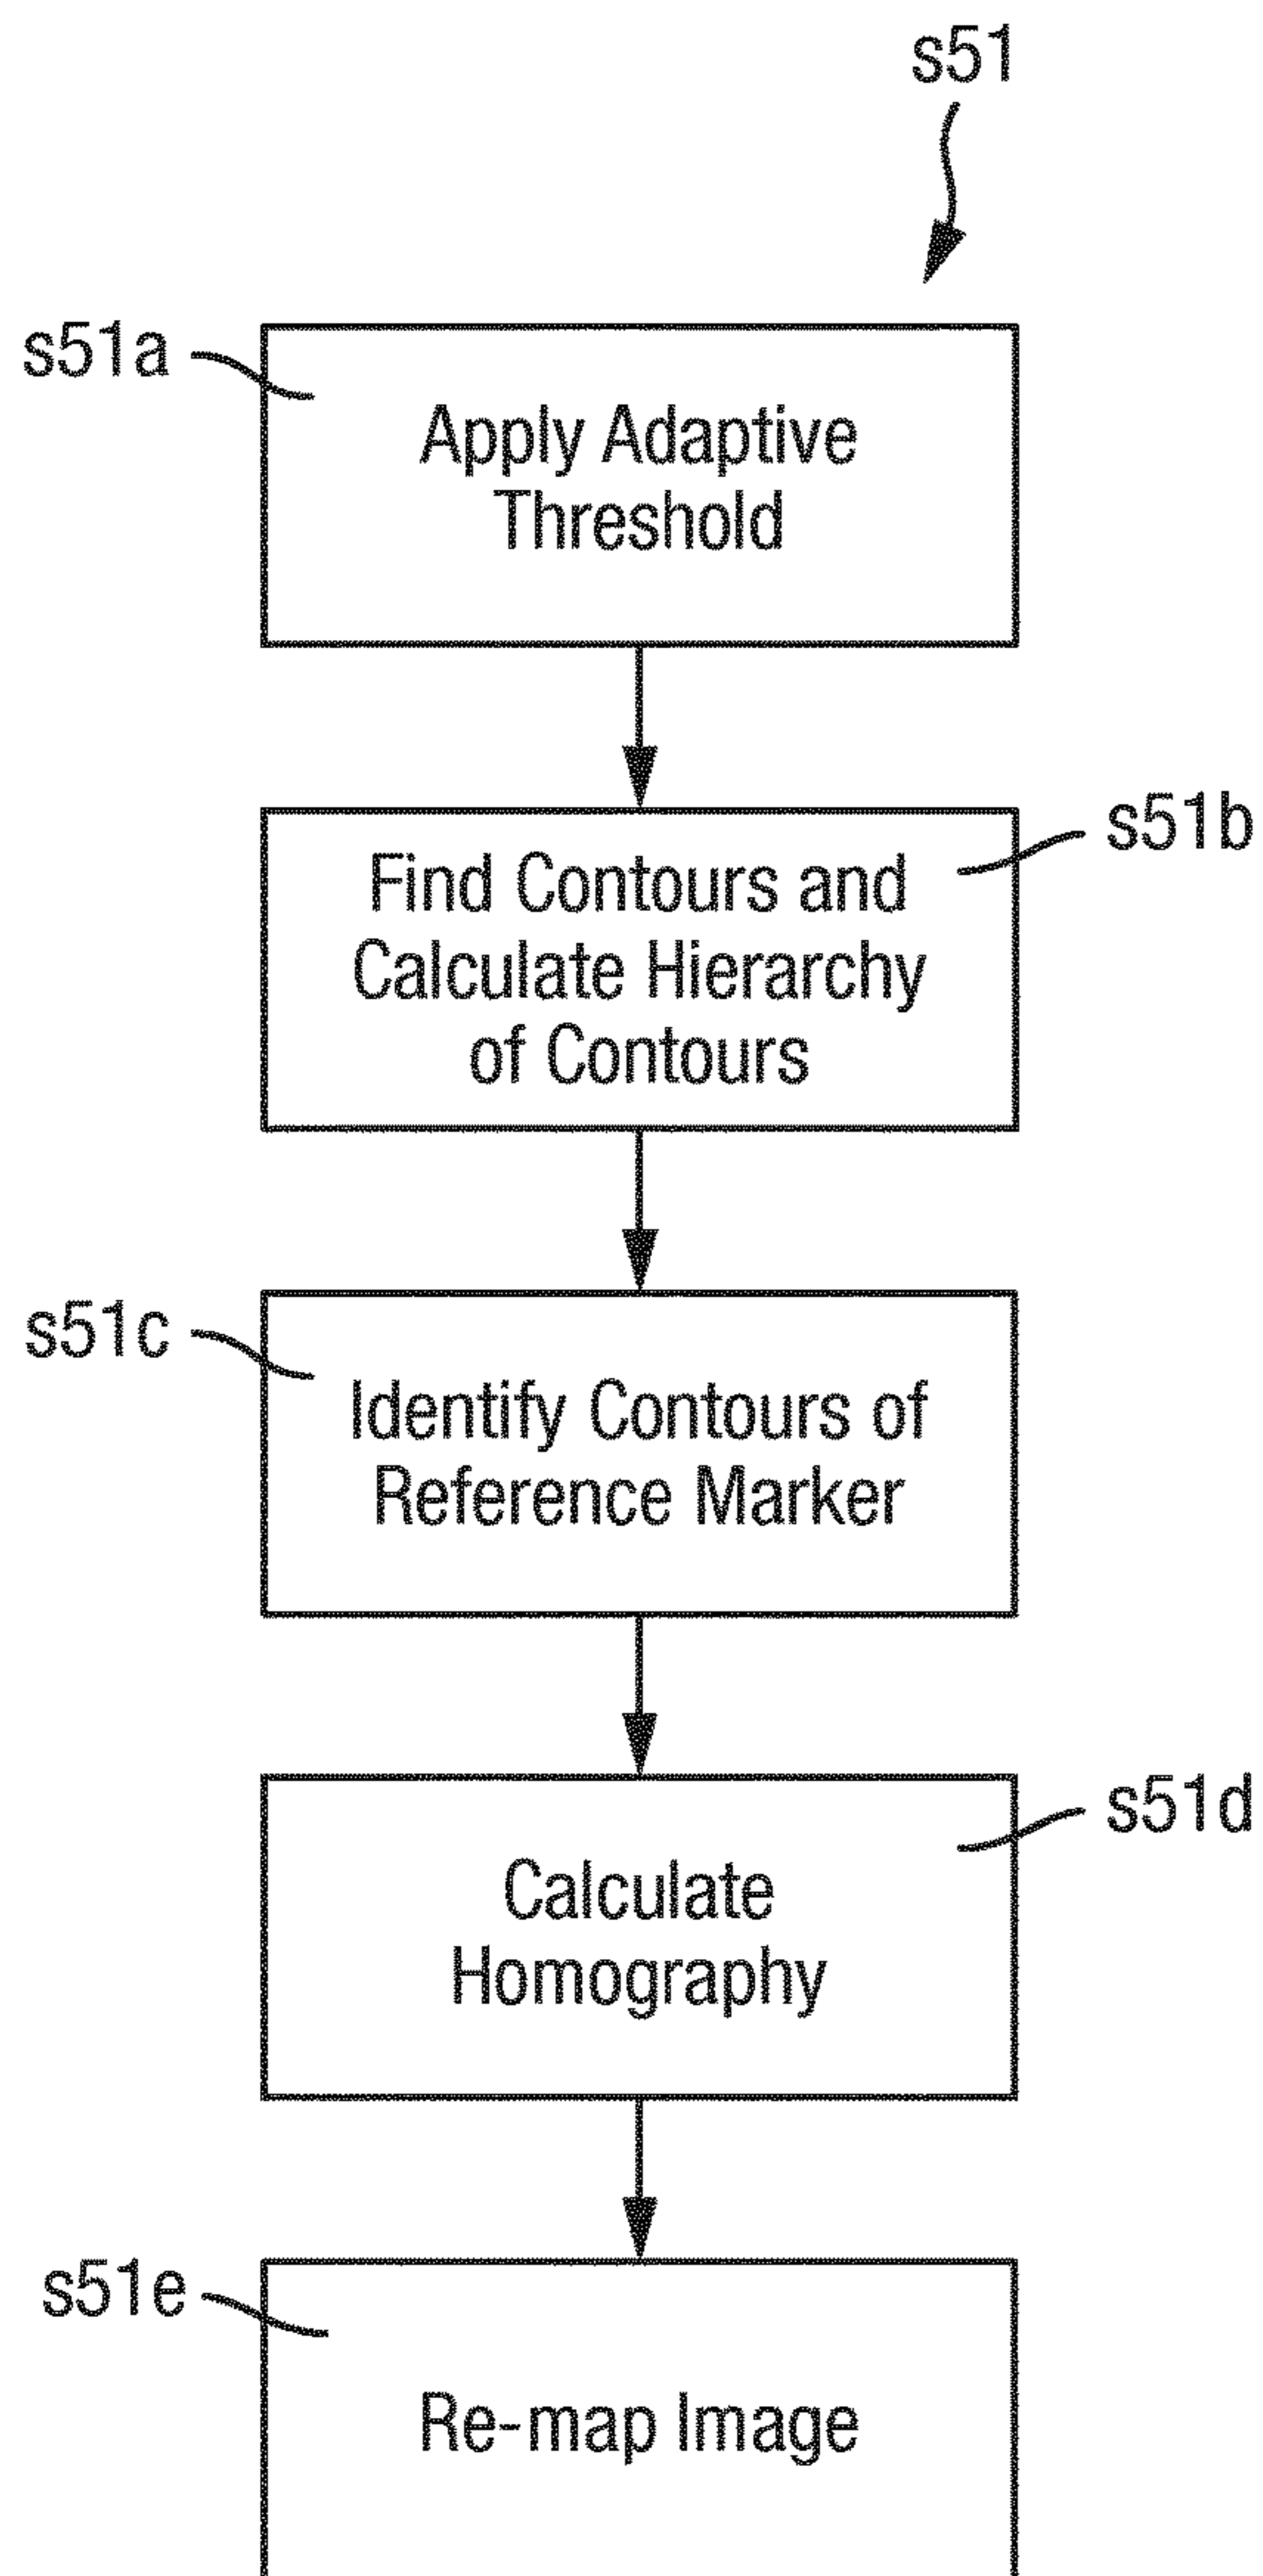 s51
s51a
Apply Adaptive
Threshold
s51b
Find Contours and
Calculate Hierarchy
of Contours
s51c
Identify Contours of
Reference Marker
s51d
Calculate
Homography
s51e
Re-map Image